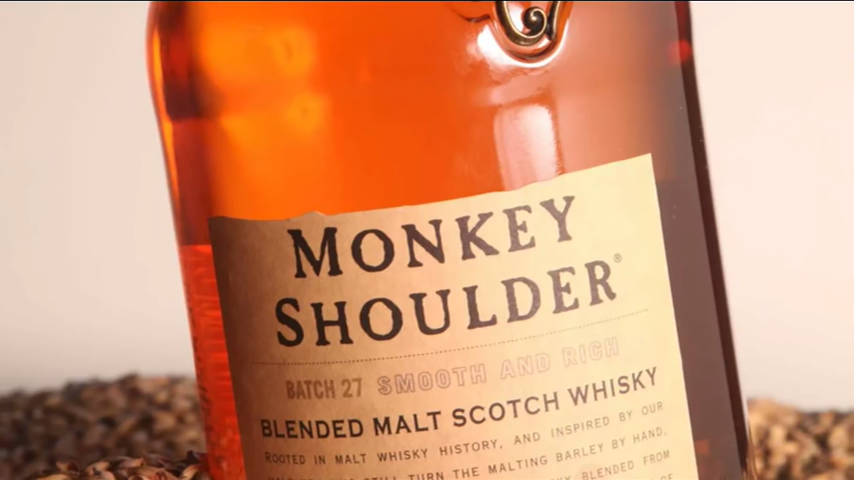 MONKEY
SHOULDER®
BATCH 27 SMOOTH AND RICH
BLENDED MALT SCOTCH WHISKY
ROOTED IN MALT WHISKY HISTORY, AND INSPIRED BY OUR
STILL TURN THE MALTING BARLEY BY HAND,
BLENDED FROM
OF